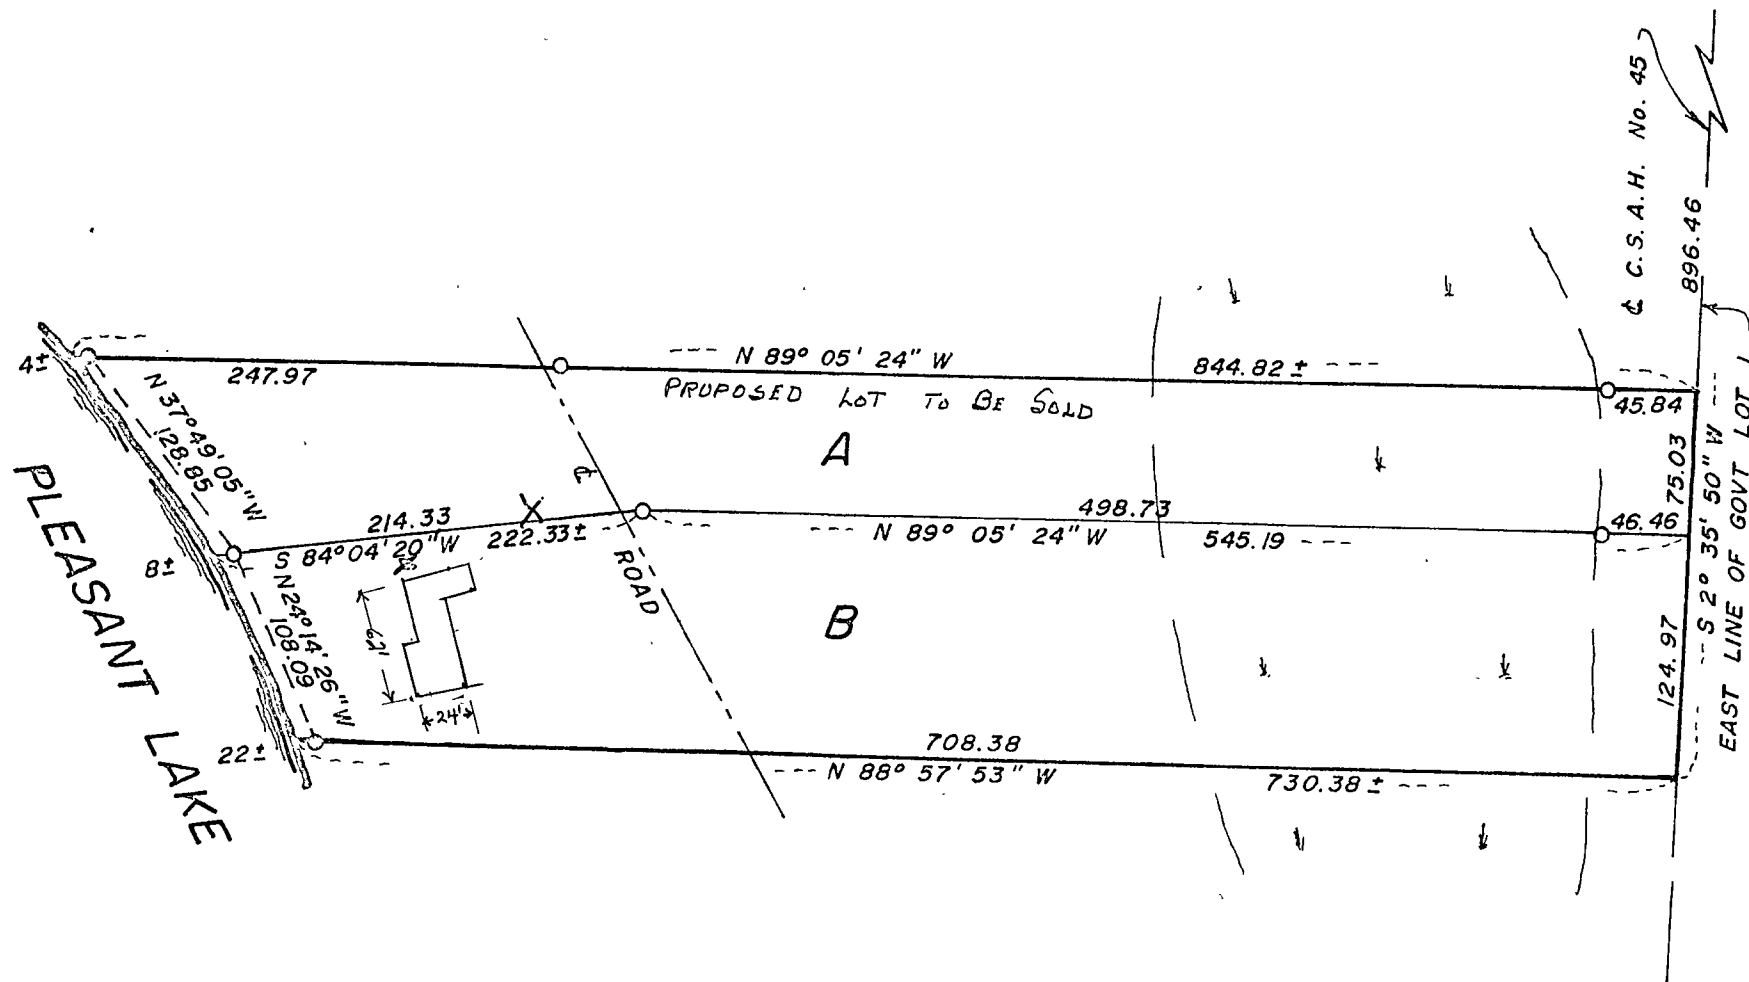 ℄ C.S.A.H. No. 45
896.46
4±
247.97
--- N 89° 05' 24" W
844.82 ± ---
PROPOSED LOT TO BE SOLD
45.84
N 37° 49' 05" W
128.85
A
℄
75.03
--- S 2° 35' 50" W ---
EAST LINE OF GOVT LOT 1
PLEASANT LAKE
214.33
X
498.73
46.46
S 84° 04' 20" W
222.33±
--- N 89° 05' 24" W
545.19 ---
8±
N 24° 14' 26" W
108.09
ROAD
62'
B
124.97
24'
22±
708.38
--- N 88° 57' 53" W
730.38 ± ---